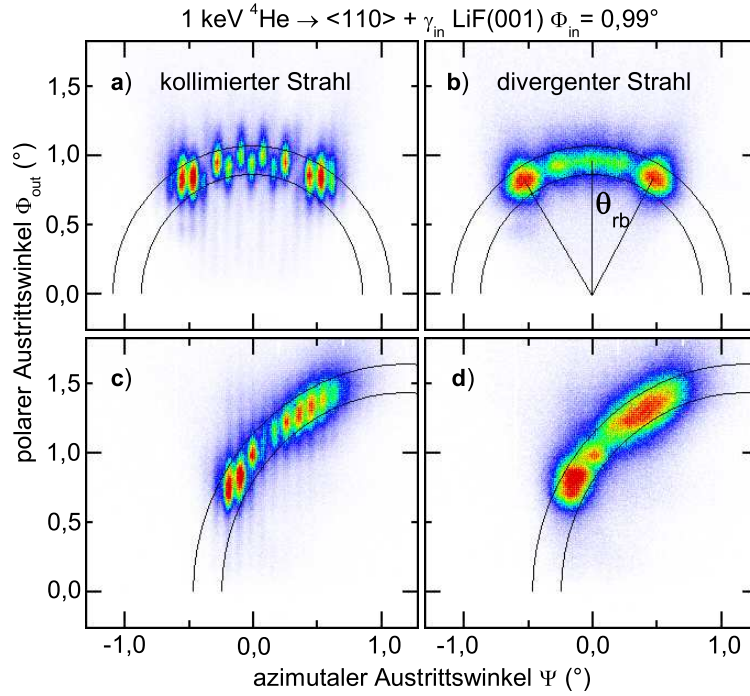 1 keV ⁴He → <110> + γin LiF(001) Φin = 0,99°
a) kollimierter Strahl
b) divergenter Strahl
θrb
c)
d)
polarer Austrittswinkel Φout (°)
1,5
1,0
0,5
0,0
1,5
1,0
0,5
0,0
-1,0 0,0 1,0
-1,0 0,0 1,0
azimutaler Austrittswinkel Ψ (°)